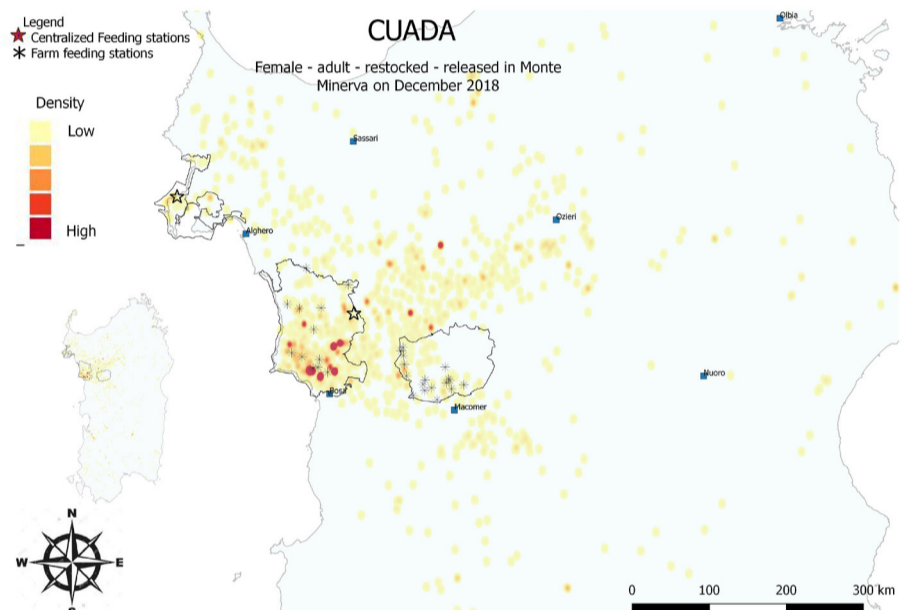 CUADA
Female - adult - restocked - released in Monte
Minerva on December 2018
Legend
Centralized Feeding stations
Farm feeding stations
Density
Low
High
Olbia
Sassari
Ozieri
Alghero
Nuoro
Bosa
Macomer
N
W E
S
0 100 200 300 km